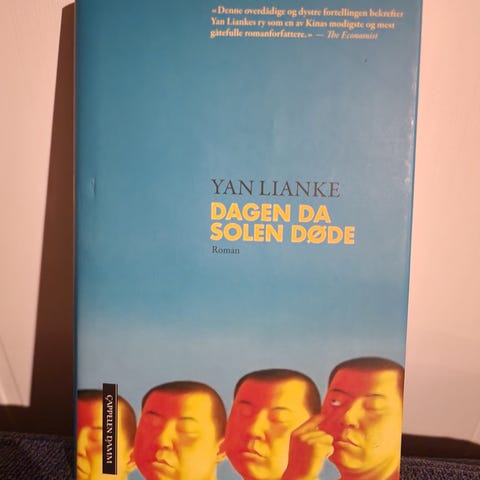 «Denne overdådige og dystre fortellingen bekrefter
Yan Liankes ry som en av Kinas modigste og mest
gåtefulle romanforfattere.» — The Economist
YAN LIANKE
DAGEN DA
SOLEN DØDE
Roman
CAPPELEN DAMM